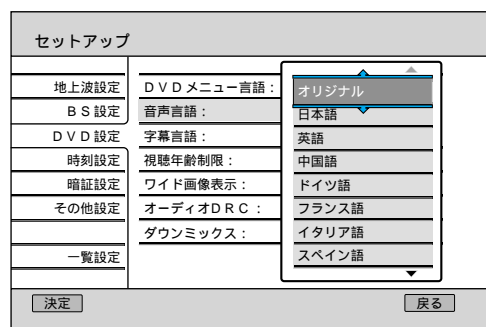 セットアップ
地上波設定
ＢＳ設定
ＤＶＤ設定
時刻設定
暗証設定
その他設定
一覧設定
ＤＶＤメニュー言語：
音声言語：
字幕言語：
視聴年齢制限：
ワイド画像表示：
オーディオＤＲＣ：
ダウンミックス：
オリジナル
日本語
英語
中国語
ドイツ語
フランス語
イタリア語
スペイン語
決定
戻る